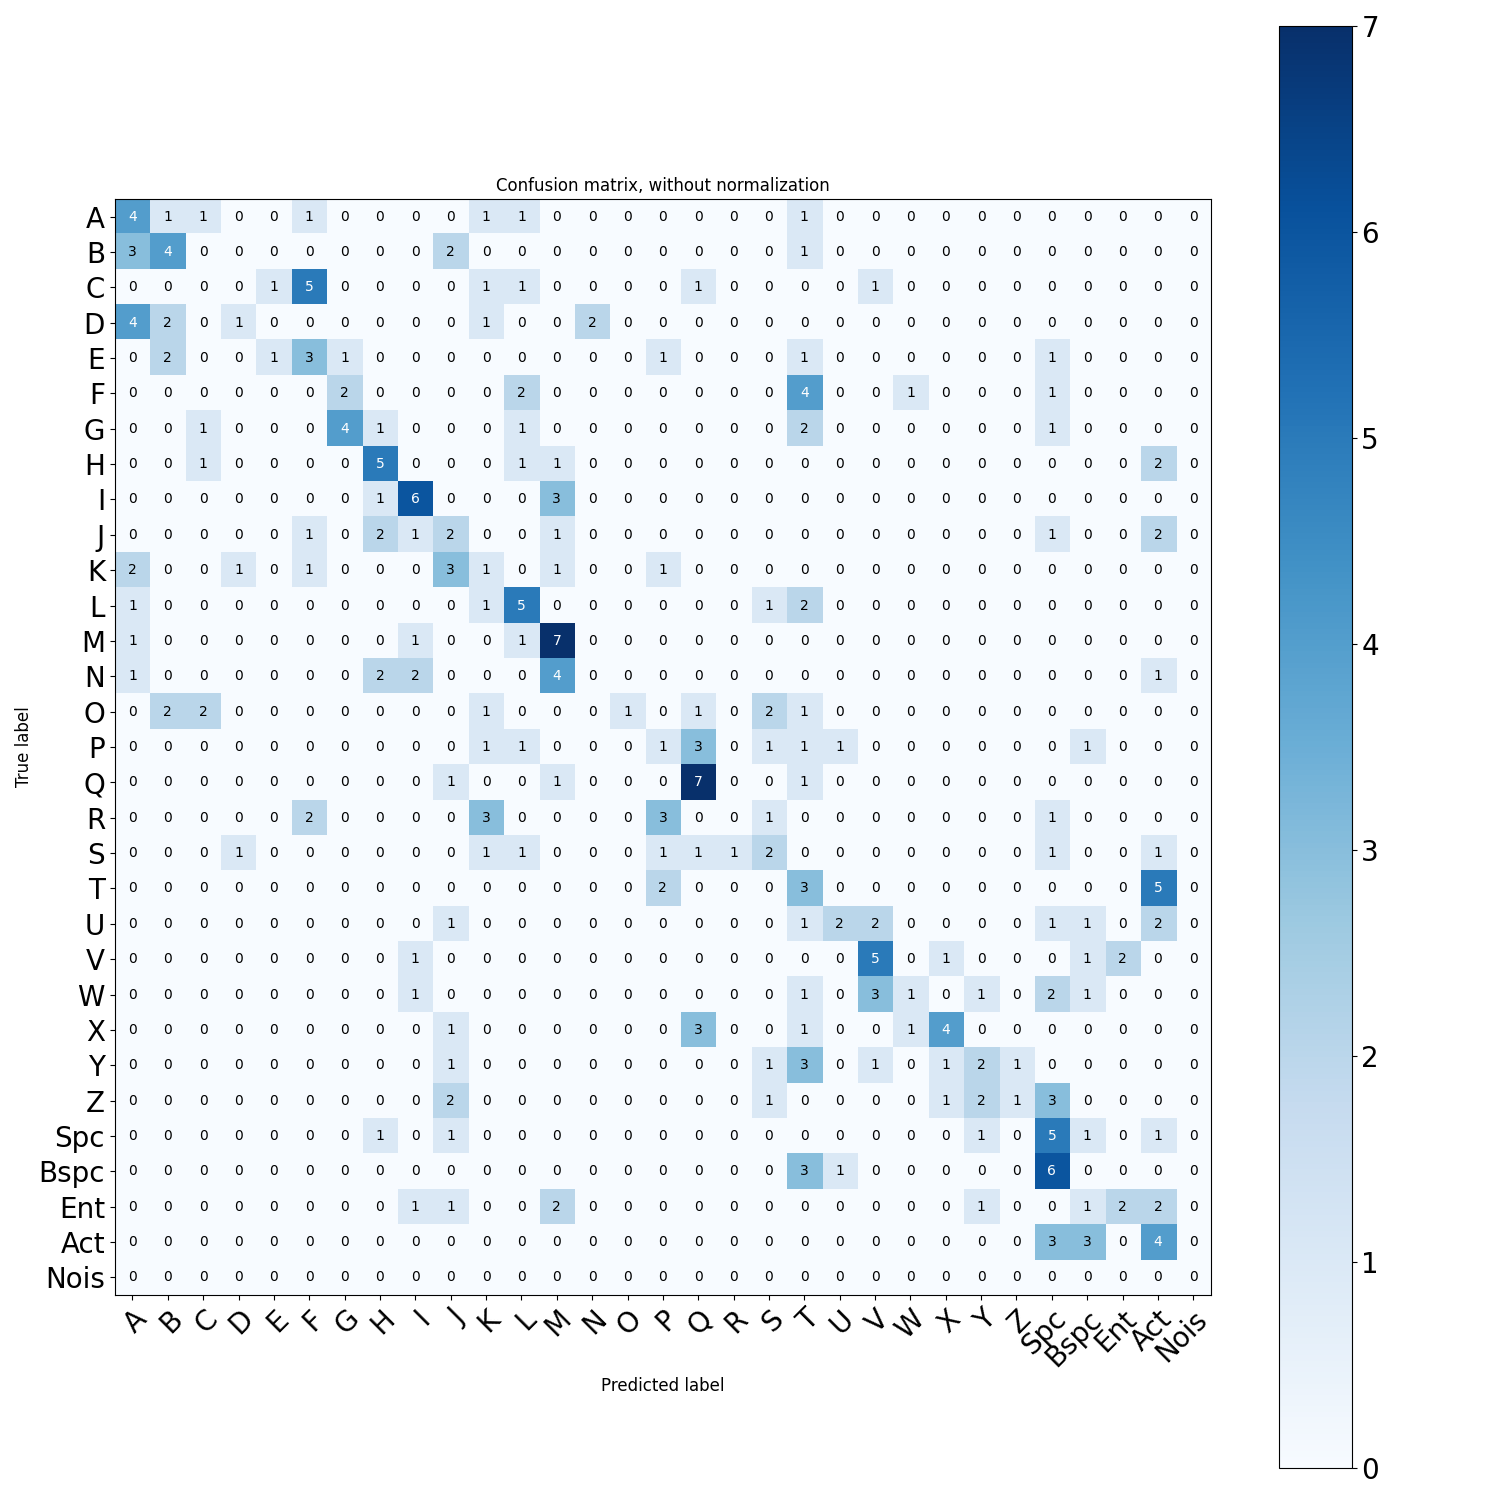 Confusion matrix, without normalization
True label
A 4 1 1 0 0 1 0 0 0 0 1 1 0 0 0 0 0 0 0 1 0 0 0 0 0 0 0 0 0 0 0
B 3 4 0 0 0 0 0 0 0 2 0 0 0 0 0 0 0 0 0 1 0 0 0 0 0 0 0 0 0 0 0
C 0 0 0 0 1 5 0 0 0 0 1 1 0 0 0 0 1 0 0 0 0 1 0 0 0 0 0 0 0 0 0
D 4 2 0 1 0 0 0 0 0 0 1 0 0 2 0 0 0 0 0 0 0 0 0 0 0 0 0 0 0 0 0
E 0 2 0 0 1 3 1 0 0 0 0 0 0 0 0 1 0 0 0 1 0 0 0 0 0 0 1 0 0 0 0
F 0 0 0 0 0 0 2 0 0 0 0 2 0 0 0 0 0 0 0 4 0 0 1 0 0 0 1 0 0 0 0
G 0 0 1 0 0 0 4 1 0 0 0 1 0 0 0 0 0 0 0 2 0 0 0 0 0 0 1 0 0 0 0
H 0 0 1 0 0 0 0 5 0 0 0 1 1 0 0 0 0 0 0 0 0 0 0 0 0 0 0 0 0 2 0
I 0 0 0 0 0 0 0 1 6 0 0 0 3 0 0 0 0 0 0 0 0 0 0 0 0 0 0 0 0 0 0
J 0 0 0 0 0 1 0 2 1 2 0 0 1 0 0 0 0 0 0 0 0 0 0 0 0 0 1 0 0 2 0
K 2 0 0 1 0 1 0 0 0 3 1 0 1 0 0 1 0 0 0 0 0 0 0 0 0 0 0 0 0 0 0
L 1 0 0 0 0 0 0 0 0 0 1 5 0 0 0 0 0 0 1 2 0 0 0 0 0 0 0 0 0 0 0
M 1 0 0 0 0 0 0 0 1 0 0 1 7 0 0 0 0 0 0 0 0 0 0 0 0 0 0 0 0 0 0
N 1 0 0 0 0 0 0 2 2 0 0 0 4 0 0 0 0 0 0 0 0 0 0 0 0 0 0 0 0 1 0
O 0 2 2 0 0 0 0 0 0 0 1 0 0 0 1 0 1 0 2 1 0 0 0 0 0 0 0 0 0 0 0
P 0 0 0 0 0 0 0 0 0 0 1 1 0 0 0 1 3 0 1 1 1 0 0 0 0 0 0 1 0 0 0
Q 0 0 0 0 0 0 0 0 0 1 0 0 1 0 0 0 7 0 0 1 0 0 0 0 0 0 0 0 0 0 0
R 0 0 0 0 0 2 0 0 0 0 3 0 0 0 0 3 0 0 1 0 0 0 0 0 0 0 1 0 0 0 0
S 0 0 0 1 0 0 0 0 0 0 1 1 0 0 0 1 1 1 2 0 0 0 0 0 0 0 1 0 0 1 0
T 0 0 0 0 0 0 0 0 0 0 0 0 0 0 0 2 0 0 0 3 0 0 0 0 0 0 0 0 0 5 0
U 0 0 0 0 0 0 0 0 0 1 0 0 0 0 0 0 0 0 0 1 2 2 0 0 0 0 1 1 0 2 0
V 0 0 0 0 0 0 0 0 1 0 0 0 0 0 0 0 0 0 0 0 0 5 0 1 0 0 0 1 2 0 0
W 0 0 0 0 0 0 0 0 1 0 0 0 0 0 0 0 0 0 0 1 0 3 1 0 1 0 2 1 0 0 0
X 0 0 0 0 0 0 0 0 0 1 0 0 0 0 0 0 3 0 0 1 0 0 1 4 0 0 0 0 0 0 0
Y 0 0 0 0 0 0 0 0 0 1 0 0 0 0 0 0 0 0 1 3 0 1 0 1 2 1 0 0 0 0 0
Z 0 0 0 0 0 0 0 0 0 2 0 0 0 0 0 0 0 0 1 0 0 0 0 1 2 1 3 0 0 0 0
Spc 0 0 0 0 0 0 0 1 0 1 0 0 0 0 0 0 0 0 0 0 0 0 0 0 1 0 5 1 0 1 0
Bspc 0 0 0 0 0 0 0 0 0 0 0 0 0 0 0 0 0 0 0 3 1 0 0 0 0 0 6 0 0 0 0
Ent 0 0 0 0 0 0 0 0 1 1 0 0 2 0 0 0 0 0 0 0 0 0 0 0 1 0 0 1 2 2 0
Act 0 0 0 0 0 0 0 0 0 0 0 0 0 0 0 0 0 0 0 0 0 0 0 0 0 0 3 3 0 4 0
Nois 0 0 0 0 0 0 0 0 0 0 0 0 0 0 0 0 0 0 0 0 0 0 0 0 0 0 0 0 0 0 0
A B C D E F G H I J K L M N O P Q R S T U V W X Y Z Spc Bspc Ent Act Nois
Predicted label
7
6
5
4
3
2
1
0